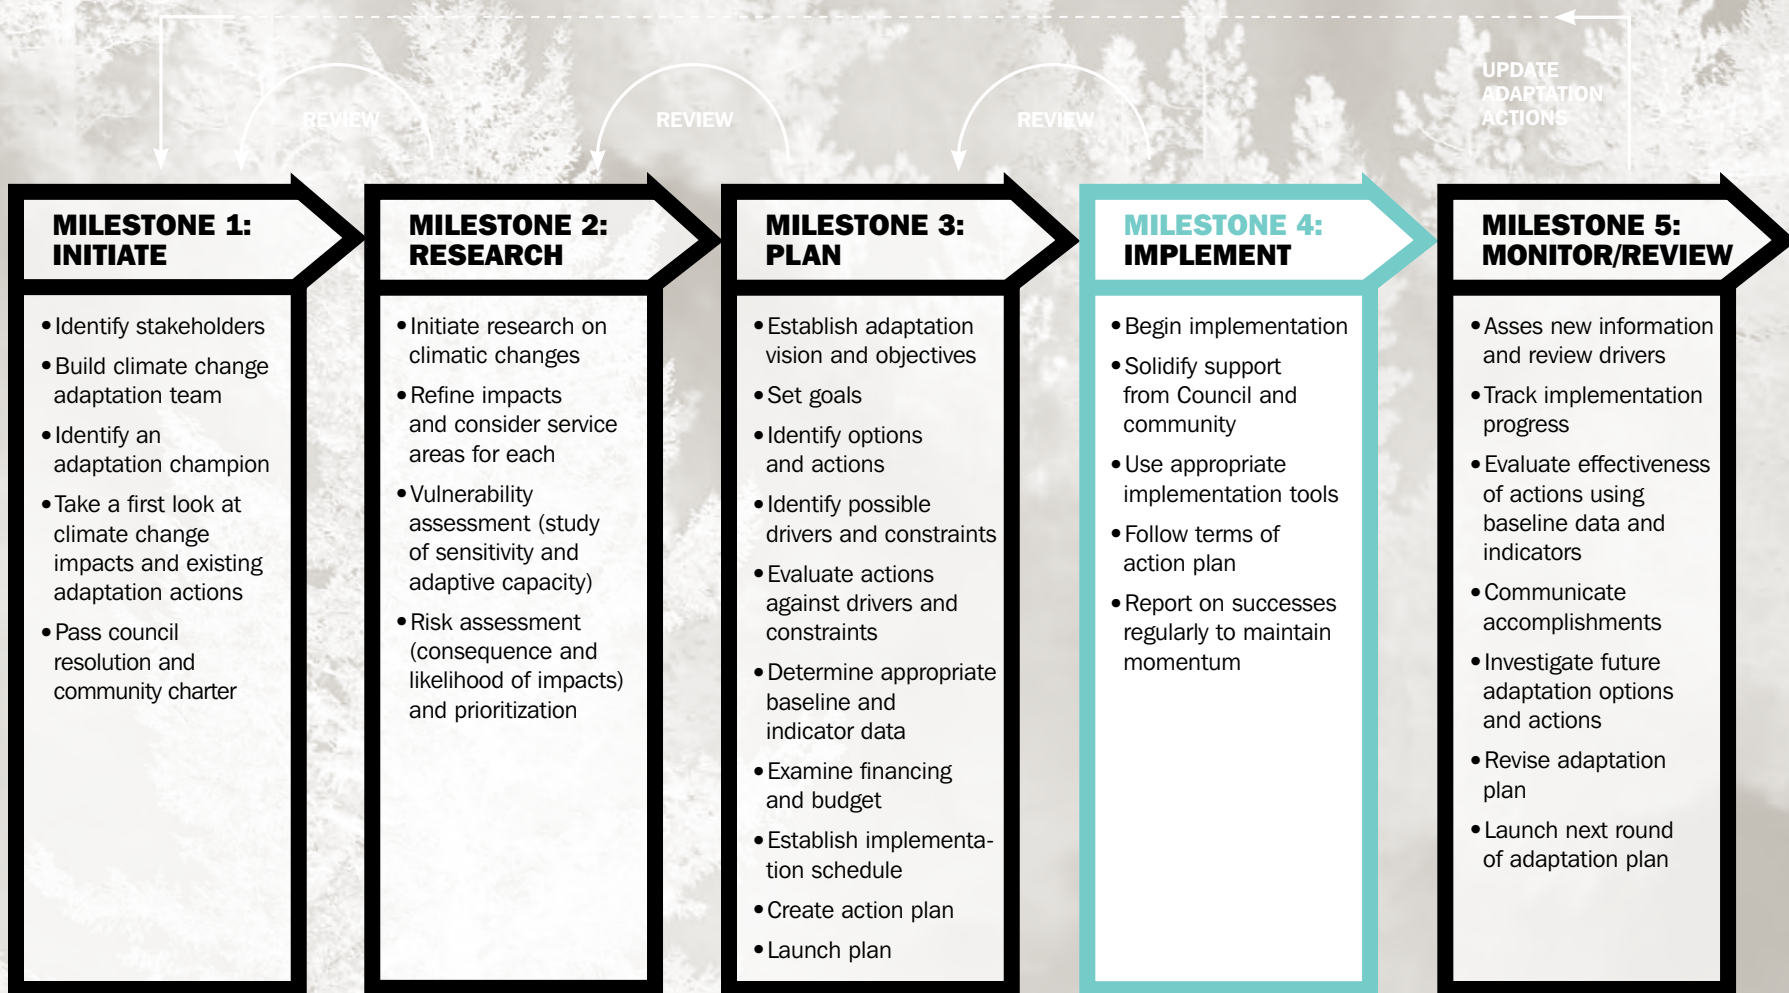 REVIEW
REVIEW
REVIEW
UPDATE
ADAPTATION
ACTIONS
MILESTONE 1:
INITIATE
• Identify stakeholders
• Build climate change
adaptation team
• Identify an
adaptation champion
• Take a first look at
climate change
impacts and existing
adaptation actions
• Pass council
resolution and
community charter
MILESTONE 2:
RESEARCH
• Initiate research on
climatic changes
• Refine impacts
and consider service
areas for each
• Vulnerability
assessment (study
of sensitivity and
adaptive capacity)
• Risk assessment
(consequence and
likelihood of impacts)
and prioritization
MILESTONE 3:
PLAN
• Establish adaptation
vision and objectives
• Set goals
• Identify options
and actions
• Identify possible
drivers and constraints
• Evaluate actions
against drivers and
constraints
• Determine appropriate
baseline and
indicator data
• Examine financing
and budget
• Establish implementa-
tion schedule
• Create action plan
• Launch plan
MILESTONE 4:
IMPLEMENT
• Begin implementation
• Solidify support
from Council and
community
• Use appropriate
implementation tools
• Follow terms of
action plan
• Report on successes
regularly to maintain
momentum
MILESTONE 5:
MONITOR/REVIEW
• Asses new information
and review drivers
• Track implementation
progress
• Evaluate effectiveness
of actions using
baseline data and
indicators
• Communicate
accomplishments
• Investigate future
adaptation options
and actions
• Revise adaptation
plan
• Launch next round
of adaptation plan